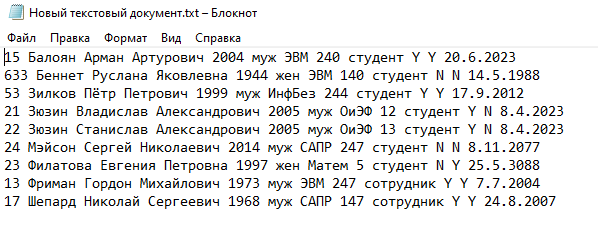 Новый текстовый документ.txt – Блокнот
Файл Правка Формат Вид Справка
15 Балоян Арман Артурович 2004 муж ЭВМ 240 студент Y Y 20.6.2023
633 Беннет Руслана Яковлевна 1944 жен ЭВМ 140 студент N N 14.5.1988
53 Зилков Пётр Петрович 1999 муж ИнфБез 244 студент Y Y 17.9.2012
21 Зюзин Владислав Александрович 2005 муж ОиЭФ 12 студент Y N 8.4.2023
22 Зюзин Станислав Александрович 2005 муж ОиЭФ 13 студент Y N 8.4.2023
24 Мэйсон Сергей Николаевич 2014 муж САПР 247 студент N N 8.11.2077
23 Филатова Евгения Петровна 1997 жен Матем 5 студент N Y 25.5.3088
13 Фриман Гордон Михайлович 1973 муж ЭВМ 247 сотрудник Y Y 7.7.2004
17 Шепард Николай Сергеевич 1968 муж САПР 147 сотрудник Y Y 24.8.2007